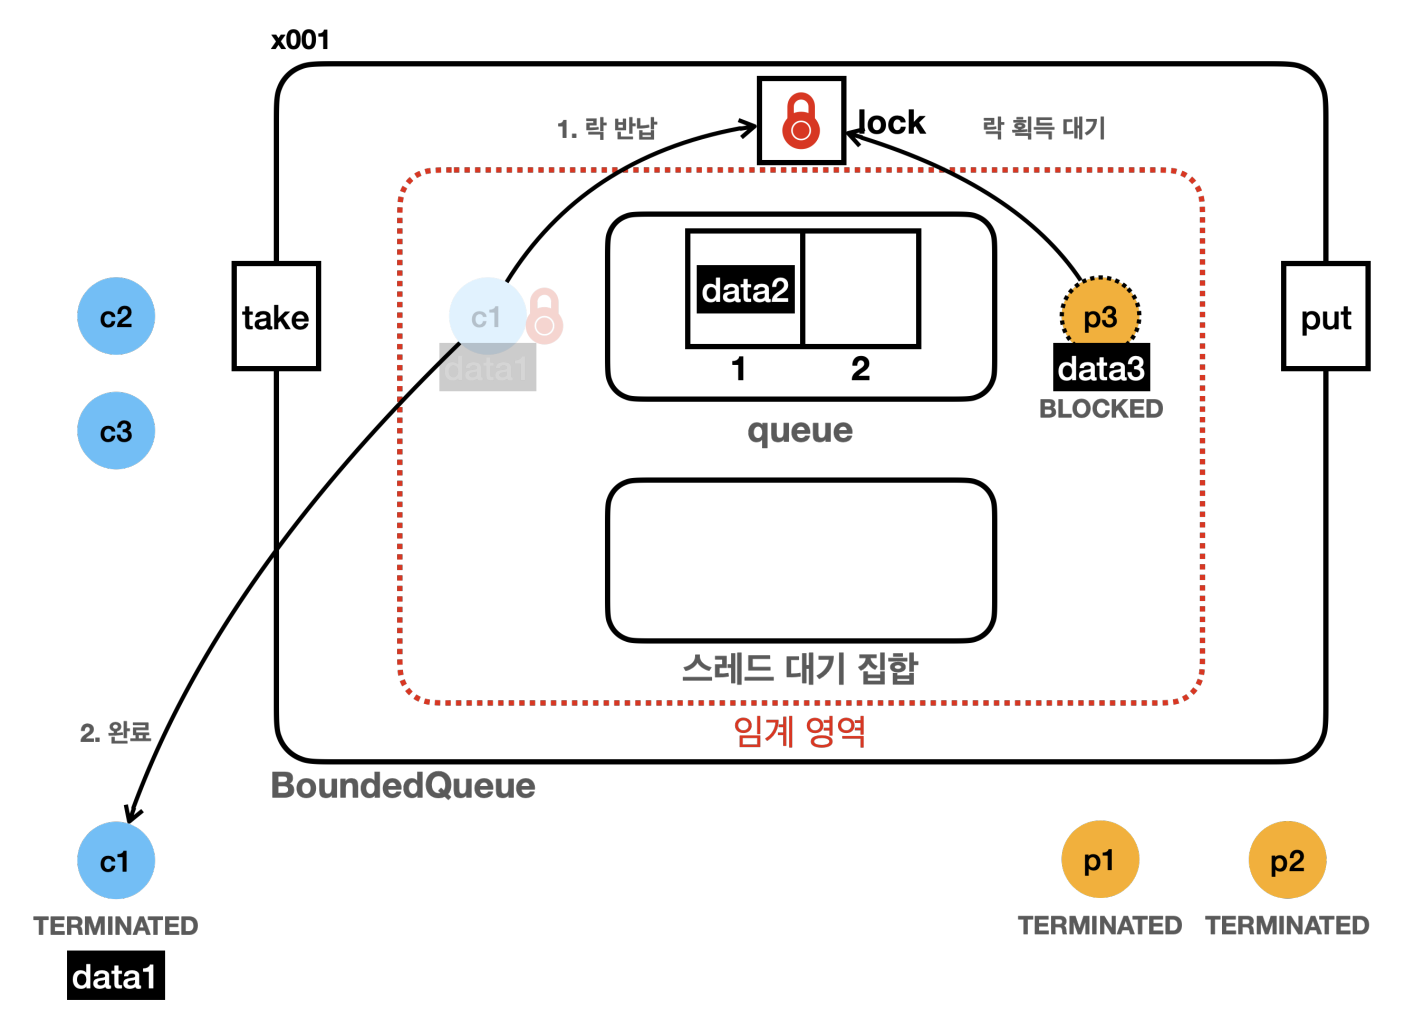 x001
lock
1. 락 반납
락 획득 대기
c2
take
c1
data1
data2
1
2
queue
p3
data3
BLOCKED
put
c3
스레드 대기 집합
임계 영역
2. 완료
BoundedQueue
c1
TERMINATED
data1
p1
TERMINATED
p2
TERMINATED